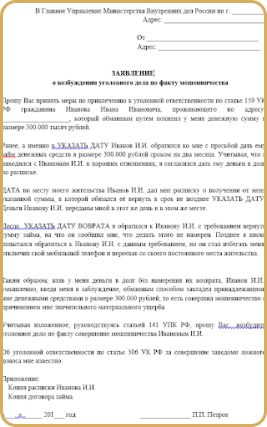 В Главное Управление Министерства Внутренних дел России по г. ___________
Адрес: ___________
От: ___________
Адрес: ___________
ЗАЯВЛЕНИЕ
о возбуждении уголовного дела по факту мошенничества
Прошу Вас принять меры по привлечению к уголовной ответственности по статье 159 УК
РФ гражданина Иванова Ивана Ивановича, проживающего по адресу
___________, который обманным путем похитил у меня денежную сумму в
размере 300.000 тысяч рублей.
Ранее, а именно в УКАЗАТЬ ДАТУ Иванов И.И. обратился ко мне с просьбой дать ему
займ денежных средств в размере 300.000 рублей сроком на два месяца. Учитывая, что
находился с Ивановым И.И. в хороших отношениях, я согласился дать ему деньги в долг
по расписке.
ДАТА по месту моего жительства Иванов И.И. дал мне расписку о получении от меня
указанной суммы, в которой обязался её вернуть в срок не позднее УКАЗАТЬ ДАТУ.
Деньги Иванову И.И. передана мной в этот же день и в этом же месте.
После УКАЗАТЬ ДАТУ ВОЗВРАТА я обратился к Иванову И.И. с требованием вернуть
сумму займа, на что он сообщил мне, что делать этого не намерен. Позднее я вновь
попытался обратиться к Иванову И.И. с данным требованием, но он стал избегать меня
отключив свой мобильный телефон и переехав со своего постоянного места жительства.
Таким образом, взяв у меня деньги в долг без намерения их возврата, Иванов И.И.
умышленно, введя меня в заблуждение, обманным способом завладел принадлежащими
мне денежными средствами в размере 300.000 рублей, то есть совершил мошенничество с
причинением мне значительного материального ущерба
Учитывая изложенное, руководствуясь статьей 141 УПК РФ, прошу Вас, возбудить
уголовное дело по факту совершения мошенничества Ивановым И.И.
Об уголовной ответственности по статье 306 УК РФ за совершение заведомо ложного
доноса мне известно.
Приложение:
Копия расписки Иванова И.И.
Копия договора займа.
«__»________201___ год ___________ П.П. Петров